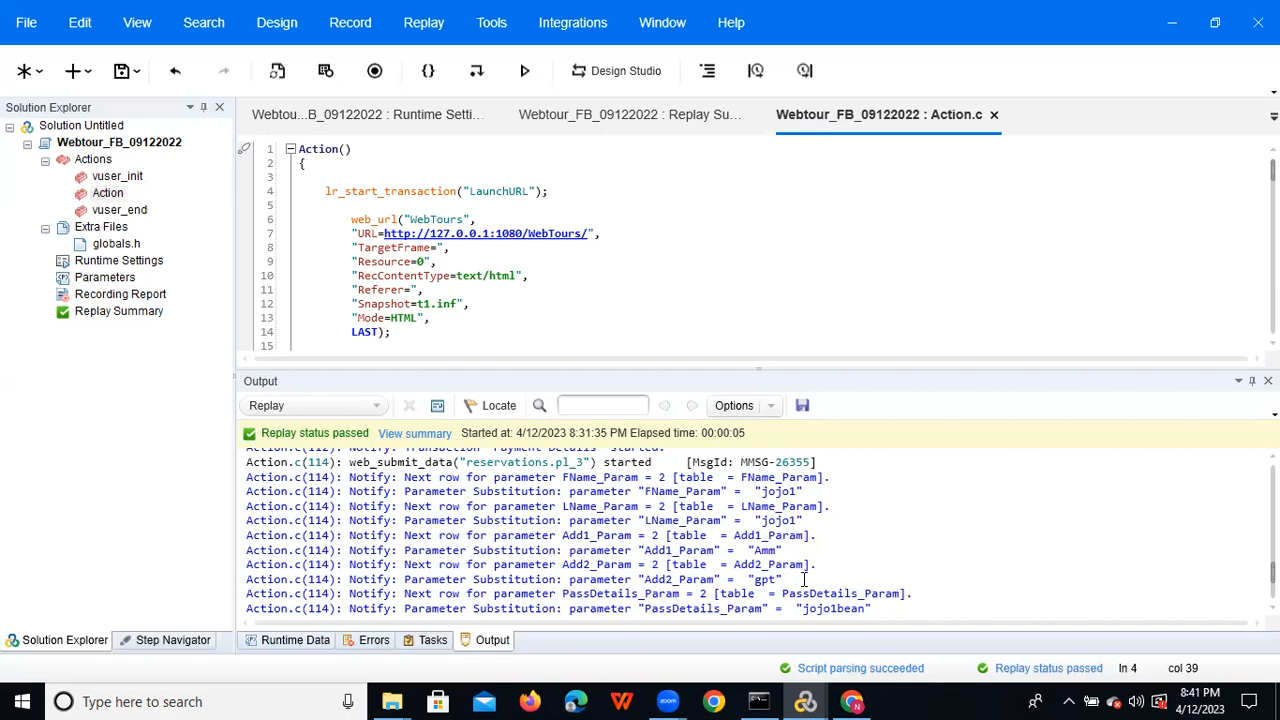 File Edit View Search Design Record Replay Tools Integrations Window Help
Design Studio
Solution Explorer
Webtou...B_09122022 : Runtime Setti...
Webtour_FB_09122022 : Replay Su...
Webtour_FB_09122022 : Action.c
Solution Untitled
Webtour_FB_09122022
Actions
vuser_init
Action
vuser_end
Extra Files
globals.h
Runtime Settings
Parameters
Recording Report
Replay Summary
1 Action()
2 {
3
4 lr_start_transaction("LaunchURL");
5
6 web_url("WebTours",
7 "URL=http://127.0.0.1:1080/WebTours/",
8 "TargetFrame=",
9 "Resource=0",
10 "RecContentType=text/html",
11 "Referer=",
12 "Snapshot=t1.inf",
13 "Mode=HTML",
14 LAST);
15
Output
Replay Locate Options
Replay status passed View summary Started at: 4/12/2023 8:31:35 PM Elapsed time: 00:00:05
Action.c(112): Notify: Transaction "Payment Details" started.
Action.c(114): web_submit_data("reservations.pl_3") started [MsgId: MMSG-26355]
Action.c(114): Notify: Next row for parameter FName_Param = 2 [table = FName_Param].
Action.c(114): Notify: Parameter Substitution: parameter "FName_Param" = "jojo1"
Action.c(114): Notify: Next row for parameter LName_Param = 2 [table = LName_Param].
Action.c(114): Notify: Parameter Substitution: parameter "LName_Param" = "jojo1"
Action.c(114): Notify: Next row for parameter Add1_Param = 2 [table = Add1_Param].
Action.c(114): Notify: Parameter Substitution: parameter "Add1_Param" = "Amm"
Action.c(114): Notify: Next row for parameter Add2_Param = 2 [table = Add2_Param].
Action.c(114): Notify: Parameter Substitution: parameter "Add2_Param" = "gpt"
Action.c(114): Notify: Next row for parameter PassDetails_Param = 2 [table = PassDetails_Param].
Action.c(114): Notify: Parameter Substitution: parameter "PassDetails_Param" = "jojo1bean"
Solution Explorer Step Navigator Runtime Data Errors Tasks Output
Script parsing succeeded Replay status passed ln 4 col 39
Type here to search
zoom
N
8:41 PM
4/12/2023